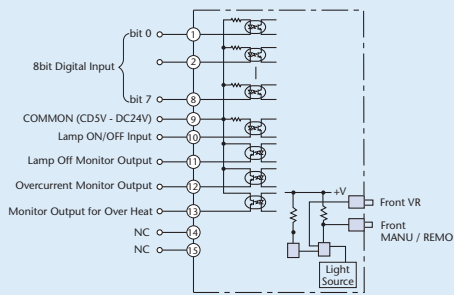 bit 0
1
8bit Digital Input
2
bit 7
8
COMMON (CD5V - DC24V)
9
Lamp ON/OFF Input
10
Lamp Off Monitor Output
11
Overcurrent Monitor Output
12
Monitor Output for Over Heat
13
NC
14
NC
15
+V
Front VR
Front
MANU / REMO
Light
Source